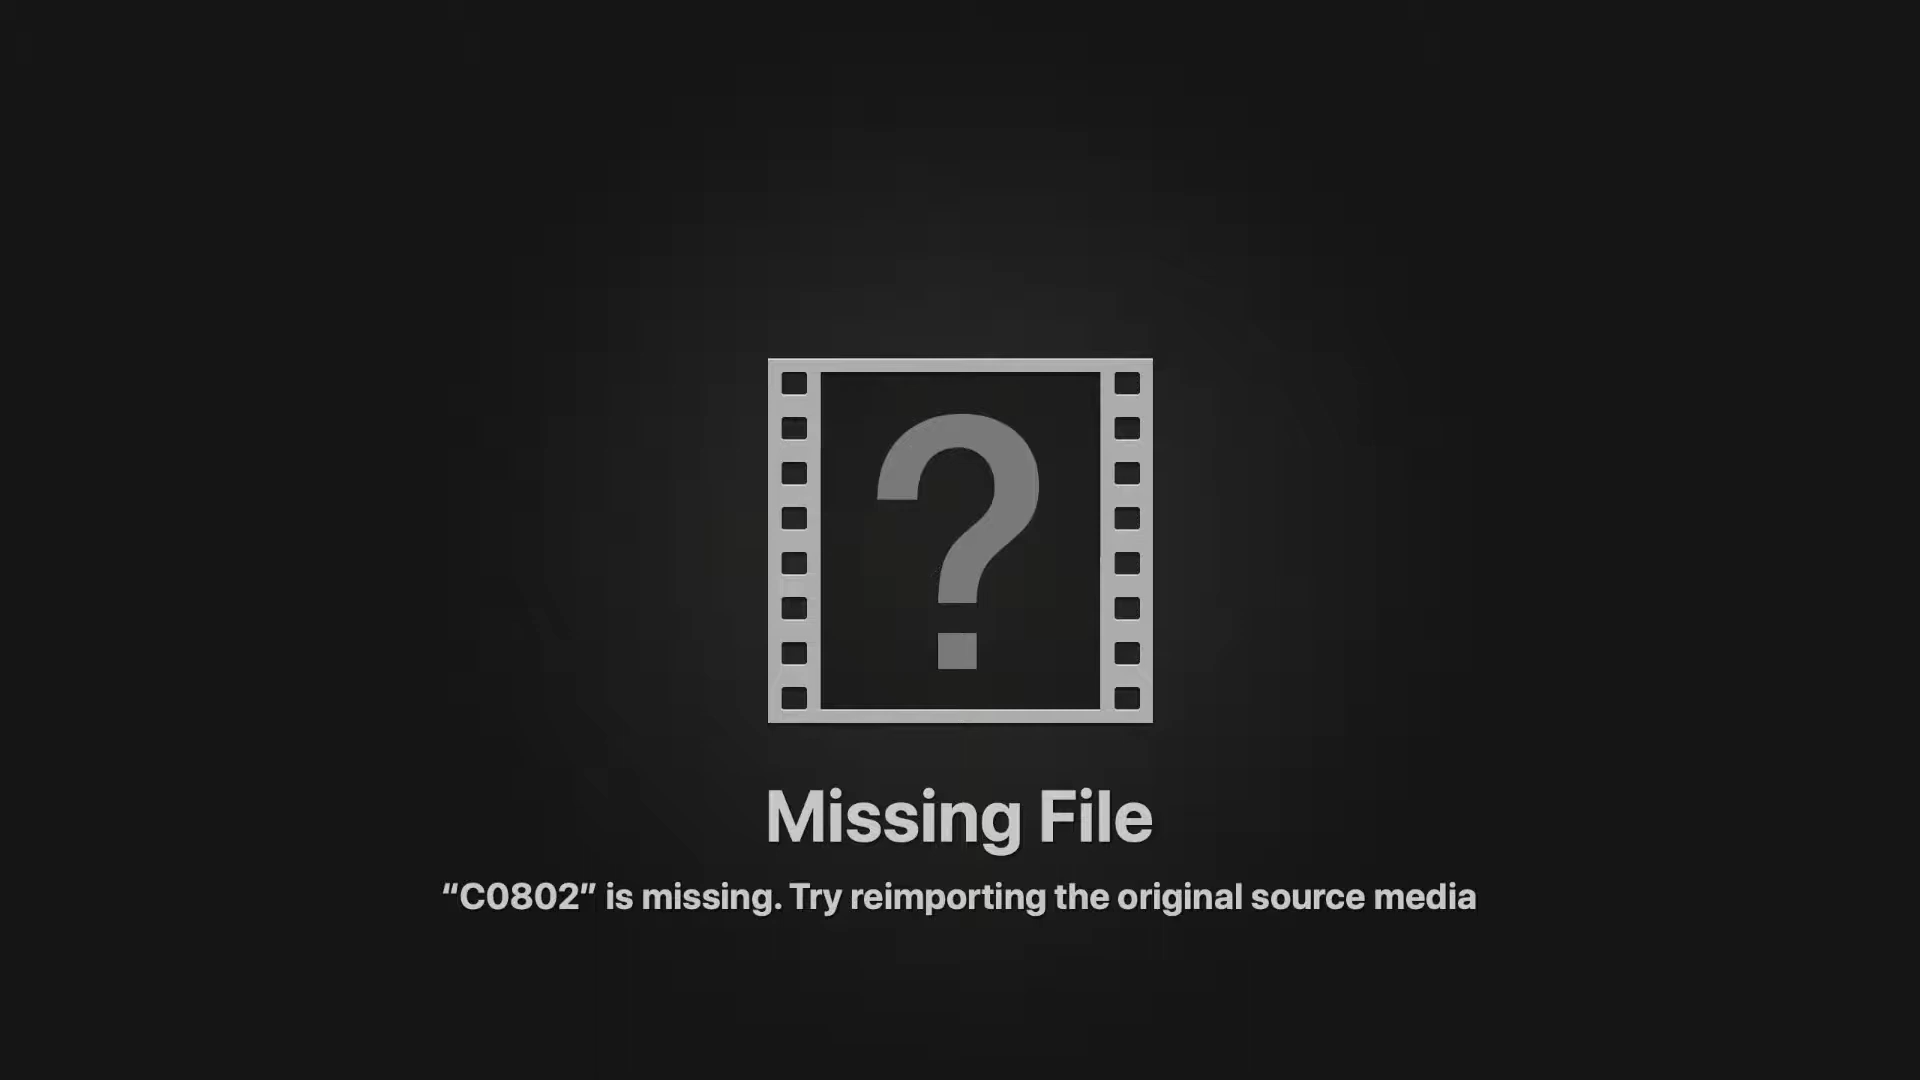 ?
Missing File
“C0802” is missing. Try reimporting the original source media